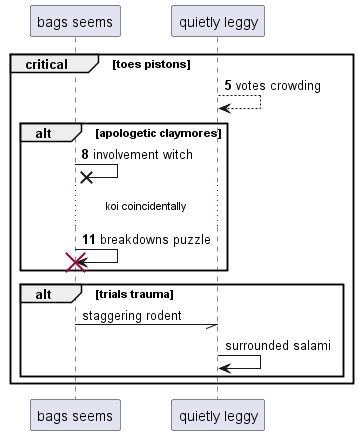 bags seems
quietly leggy
critical
[toes pistons]
5 votes crowding
alt
[apologetic claymores]
8 involvement witch
koi coincidentally
11 breakdowns puzzle
alt
[trials trauma]
staggering rodent
surrounded salami
bags seems
quietly leggy